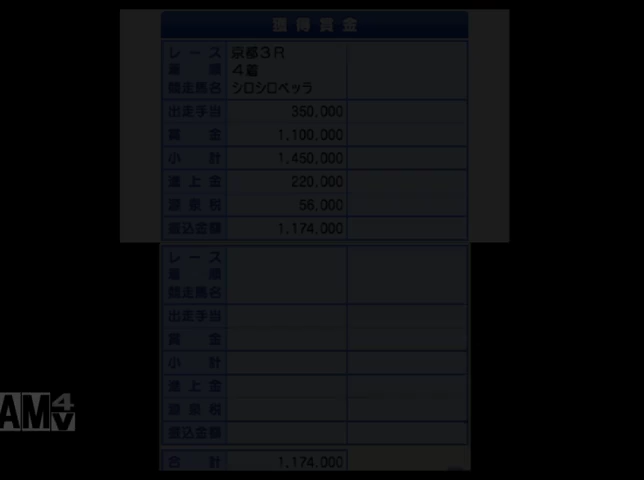 獲得賞金
レース 京都3R
着順 4着
競走馬名 シロシロペッラ
出走手当 350,000
賞金 1,100,000
小計 1,450,000
進上金 220,000
源泉税 56,000
振込金額 1,174,000
レース
着順
競走馬名
出走手当
賞金
小計
進上金
源泉税
振込金額
合計 1,174,000
AM4V